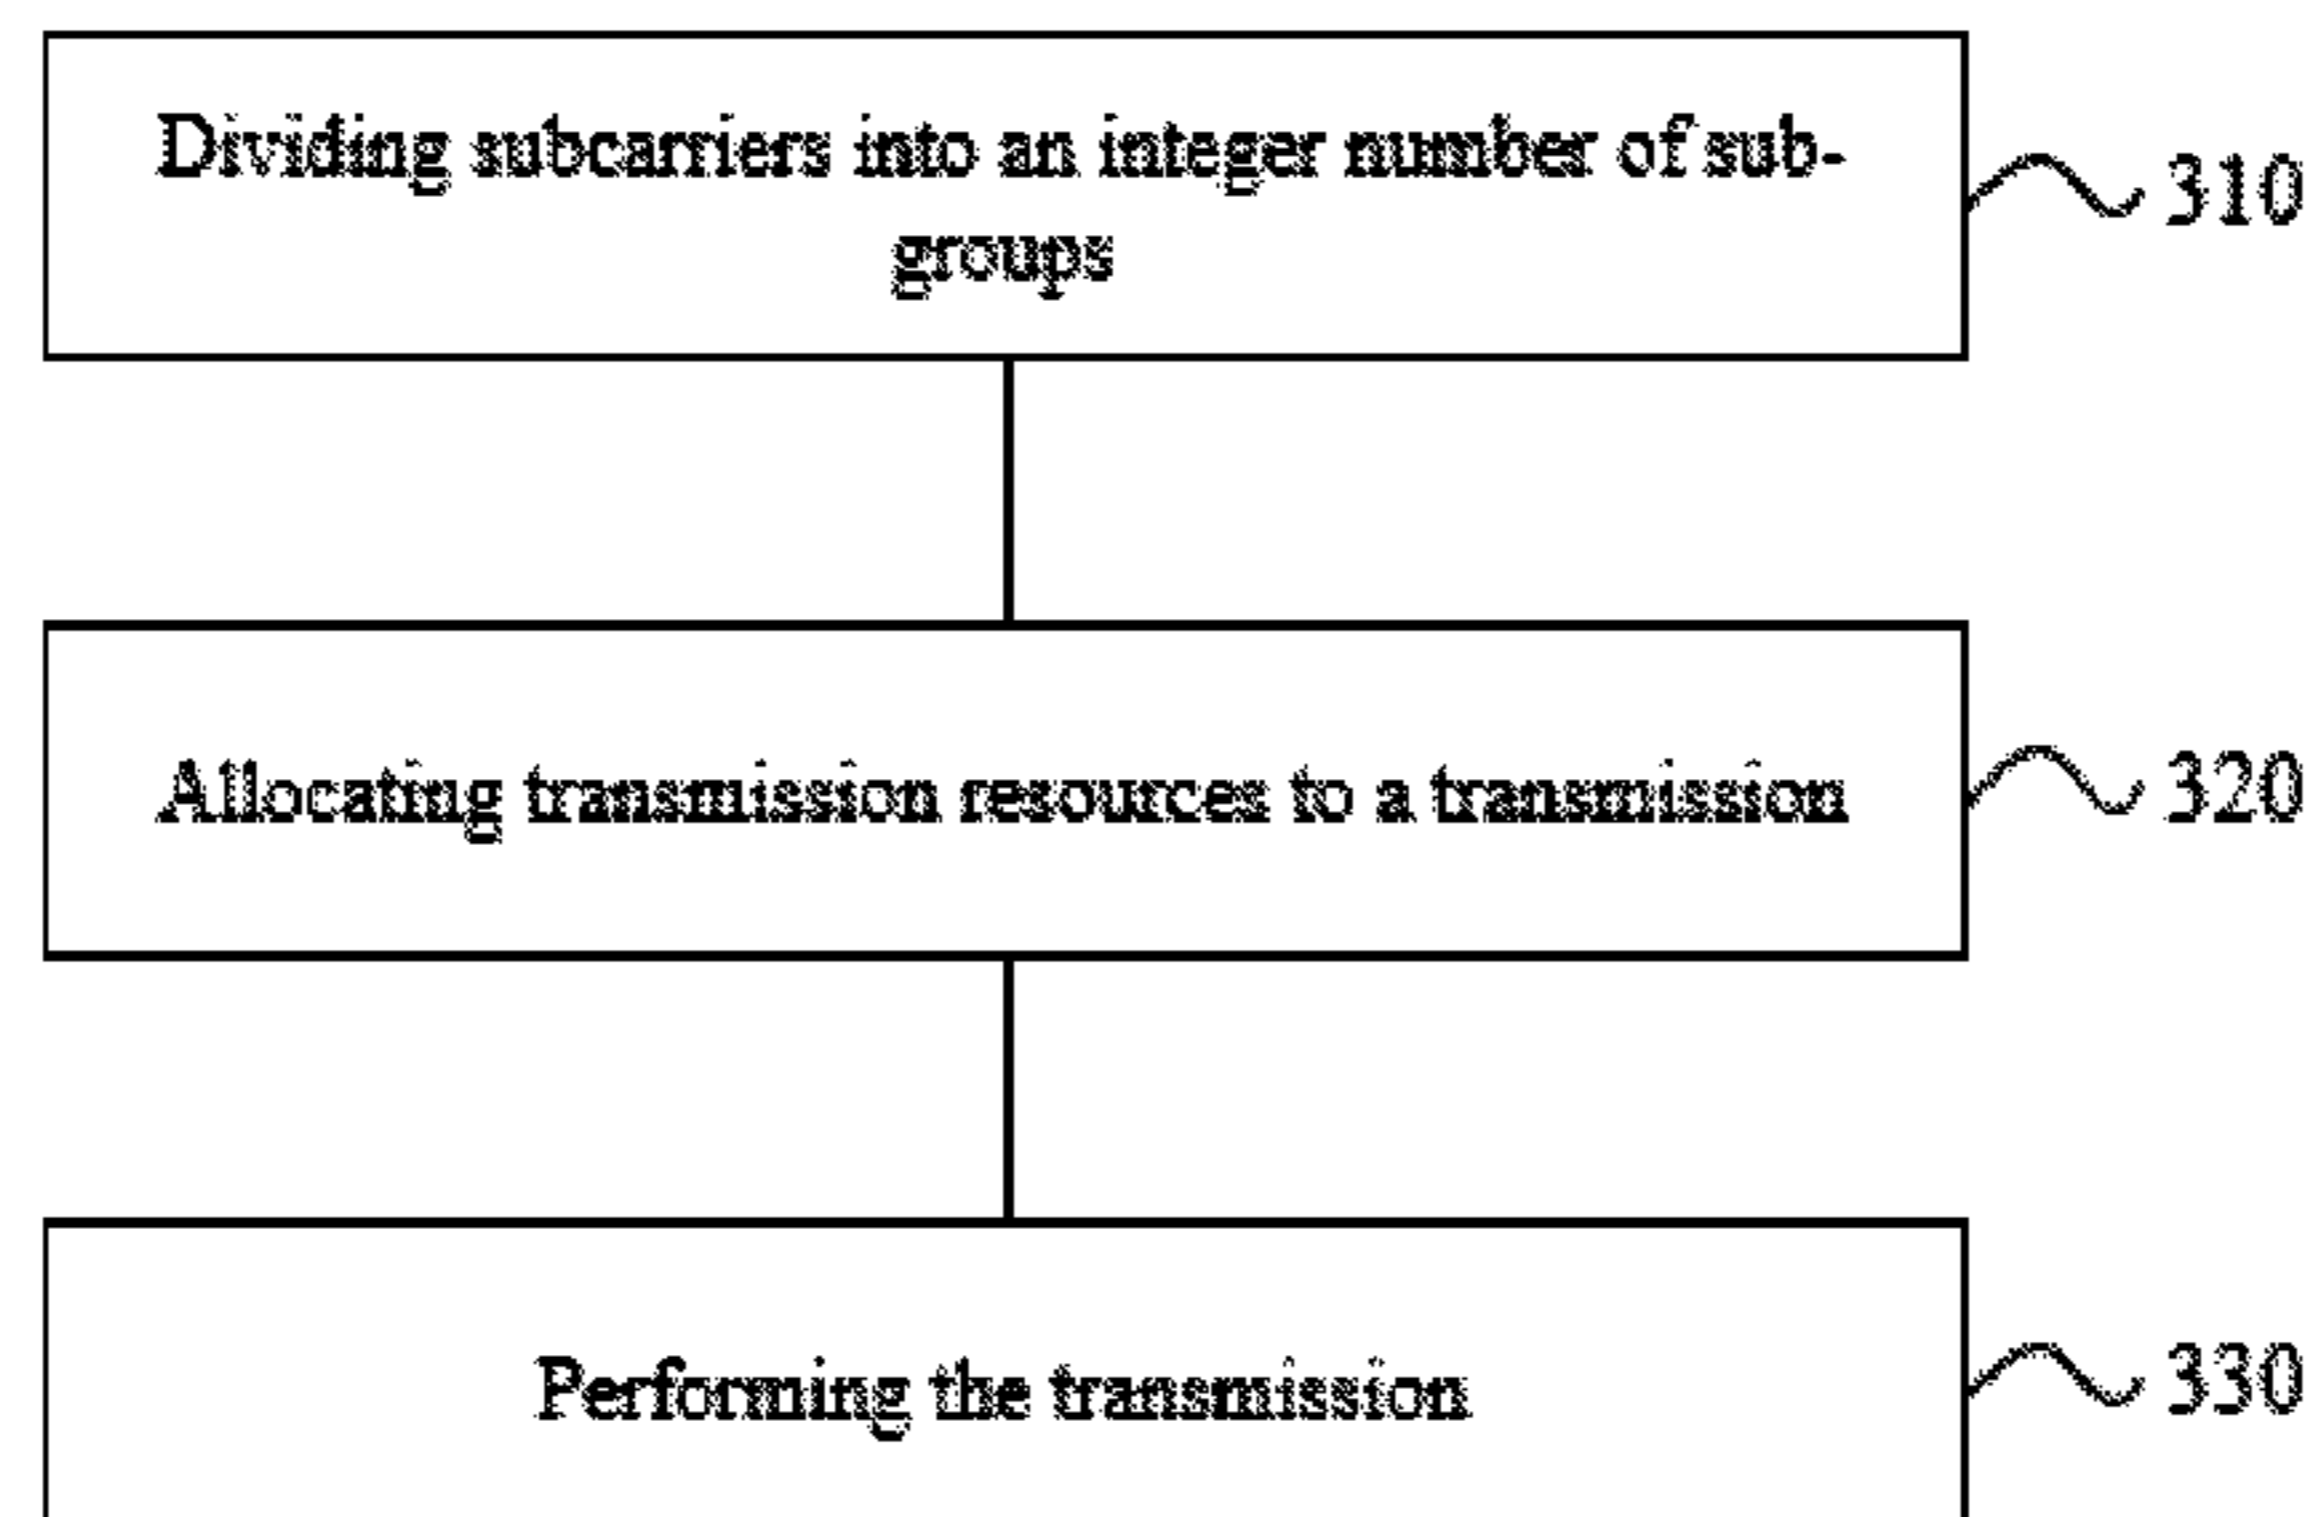 Dividing subcarriers into an integer number of sub-
groups
310
Allocating transmission resources to a transmission
320
Performing the transmission
330